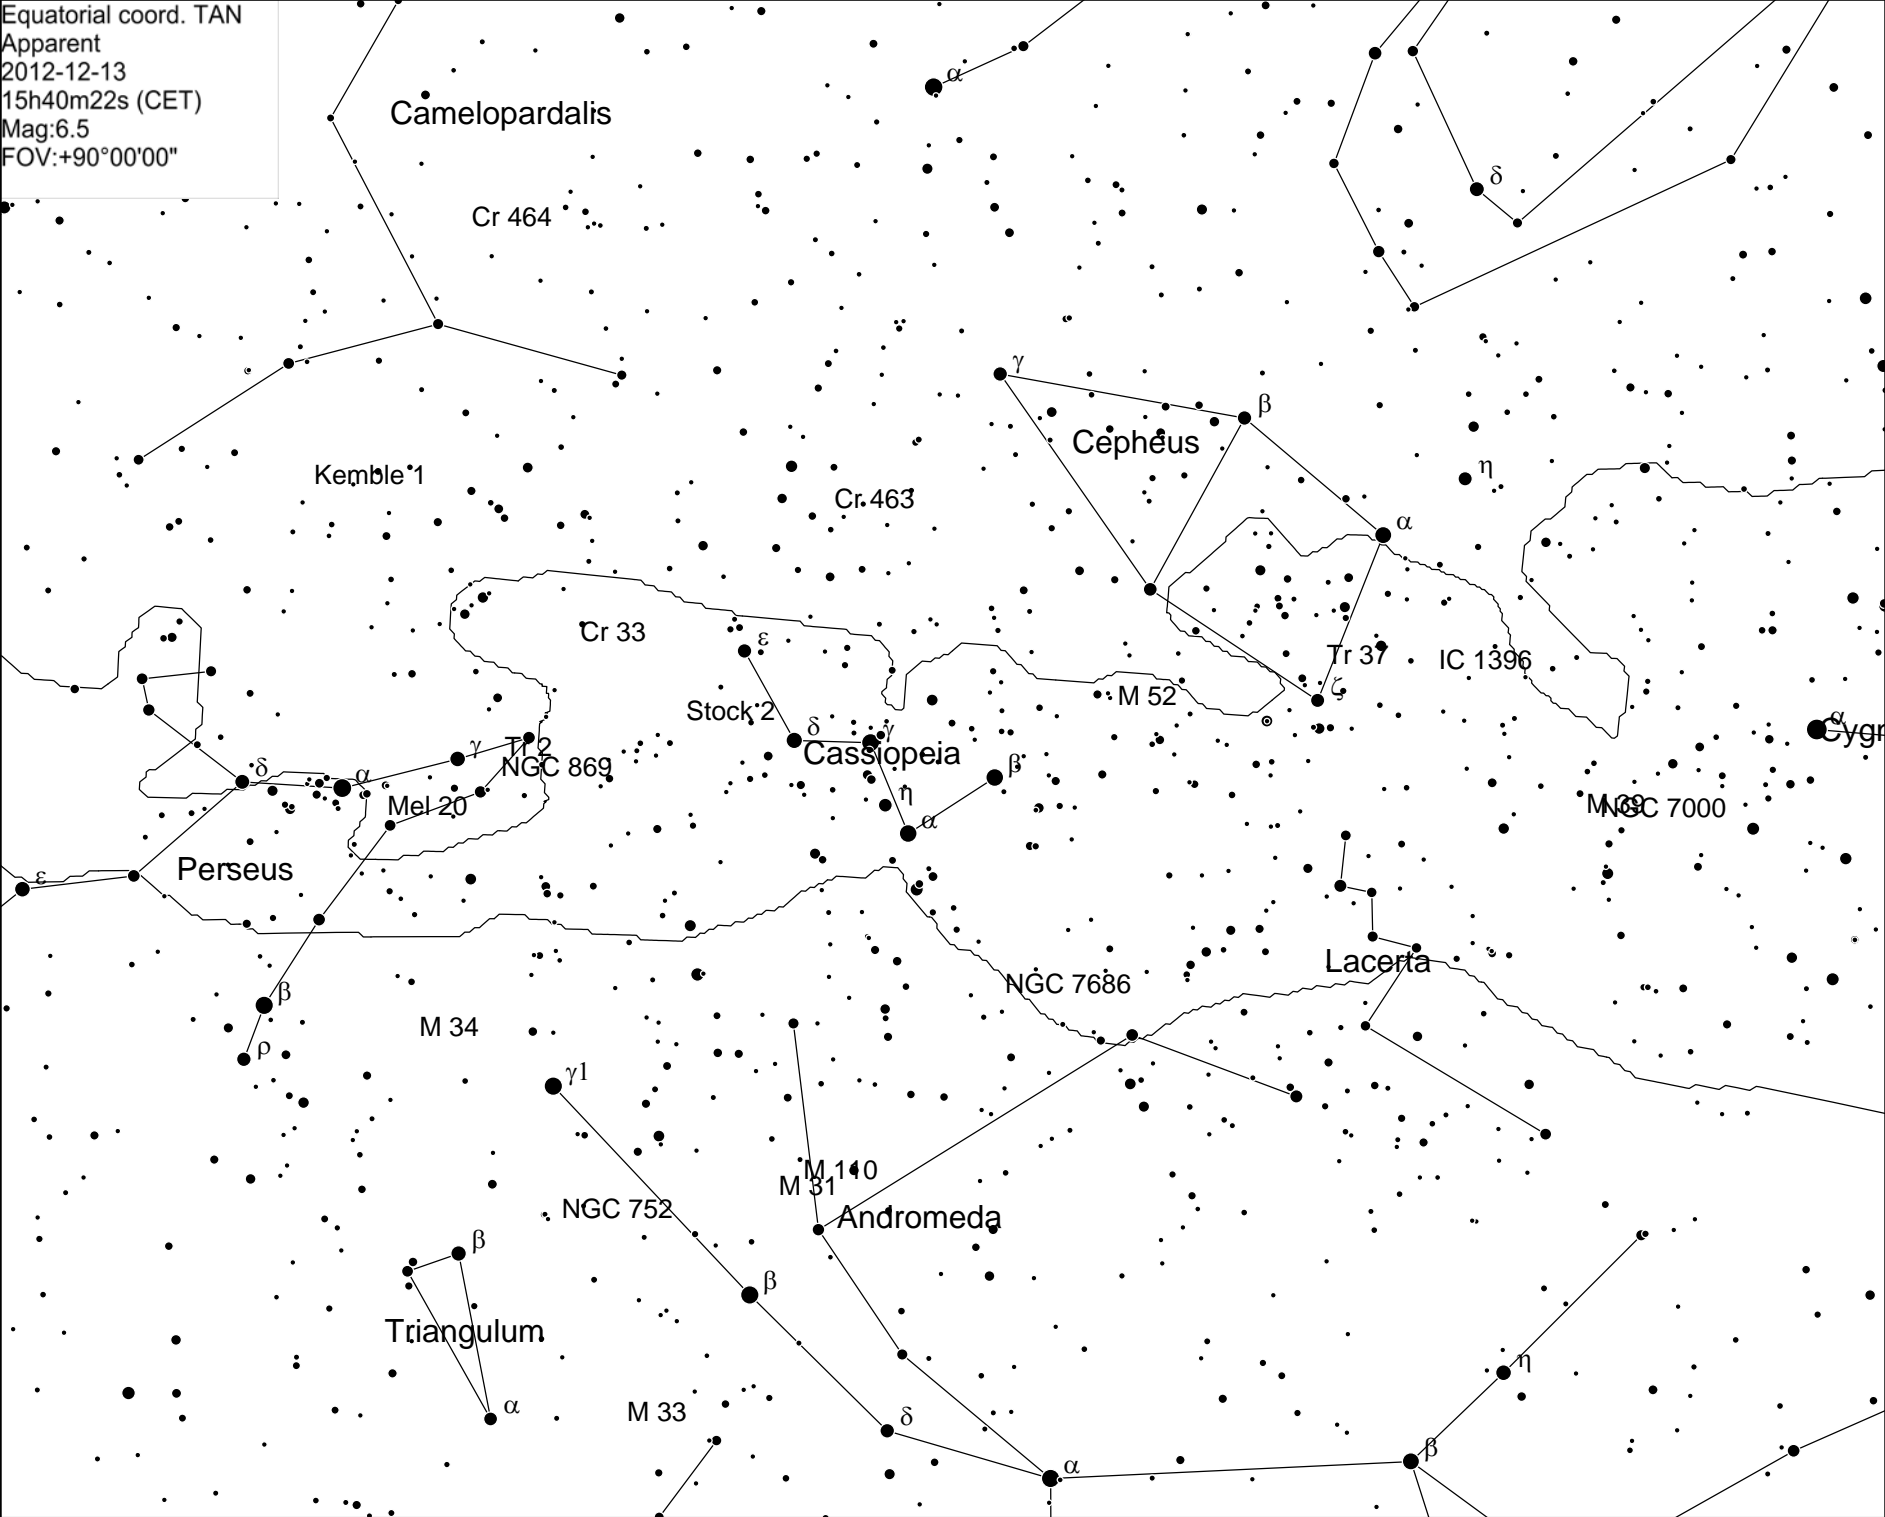 Equatorial coord. TAN
Apparent
2012-12-13
15h40m22s (CET)
Mag:6.5
FOV:+90°00'00"
α
Camelopardalis
δ
Cr 464
γ
β
Cepheus
η
Kemble 1
Cr 463
α
Cr 33
ε
Tr 37
IC 1396
ζ
M 52
Stock 2
δ
γ
Cassiopeia
α
Cygn
γ
Tr 2
NGC 869
β
δ
α
Mel 20
η
α
M 39
NGC 7000
Perseus
ε
Lacerta
NGC 7686
β
M 34
ρ
γ1
M 110
M 31
NGC 752
Andromeda
β
β
Triangulum
η
α
M 33
δ
β
α